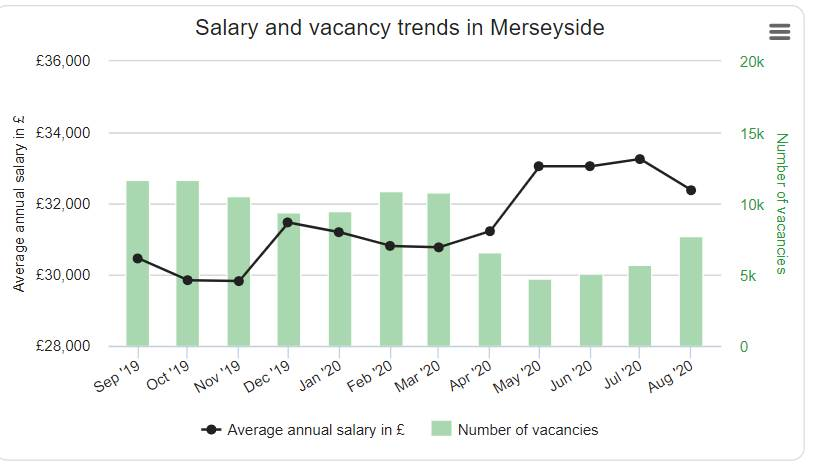 Salary and vacancy trends in Merseyside
Average annual salary in £
£36,000
£34,000
£32,000
£30,000
£28,000
20k
15k
10k
5k
0
Number of vacancies
Sep '19
Oct '19
Nov '19
Dec '19
Jan '20
Feb '20
Mar '20
Apr '20
May '20
Jun '20
Jul '20
Aug '20
Average annual salary in £
Number of vacancies